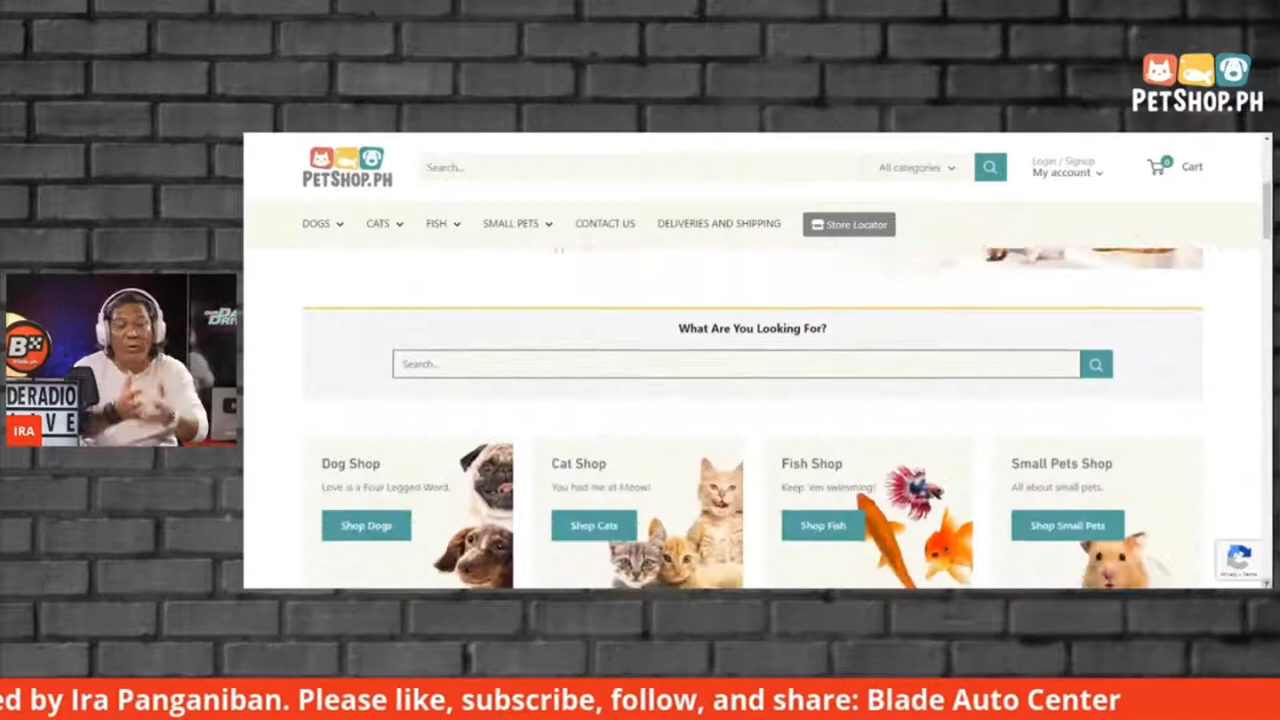 PETSHOP.PH
PETSHOP.PH
Search...
All categories
Login / Signup
My account
0
Cart
DOGS
CATS
FISH
SMALL PETS
CONTACT US
DELIVERIES AND SHIPPING
Store Locator
What Are You Looking For?
Search...
B
DERADIO
IVE
IRA
Dog Shop
Love is a Four Legged Word.
Shop Dogs
Cat Shop
You had me at Meow!
Shop Cats
Fish Shop
Keep 'em swimming!
Shop Fish
Small Pets Shop
All about small pets.
Shop Small Pets
Privacy - Terms
ed by Ira Panganiban. Please like, subscribe, follow, and share: Blade Auto Center